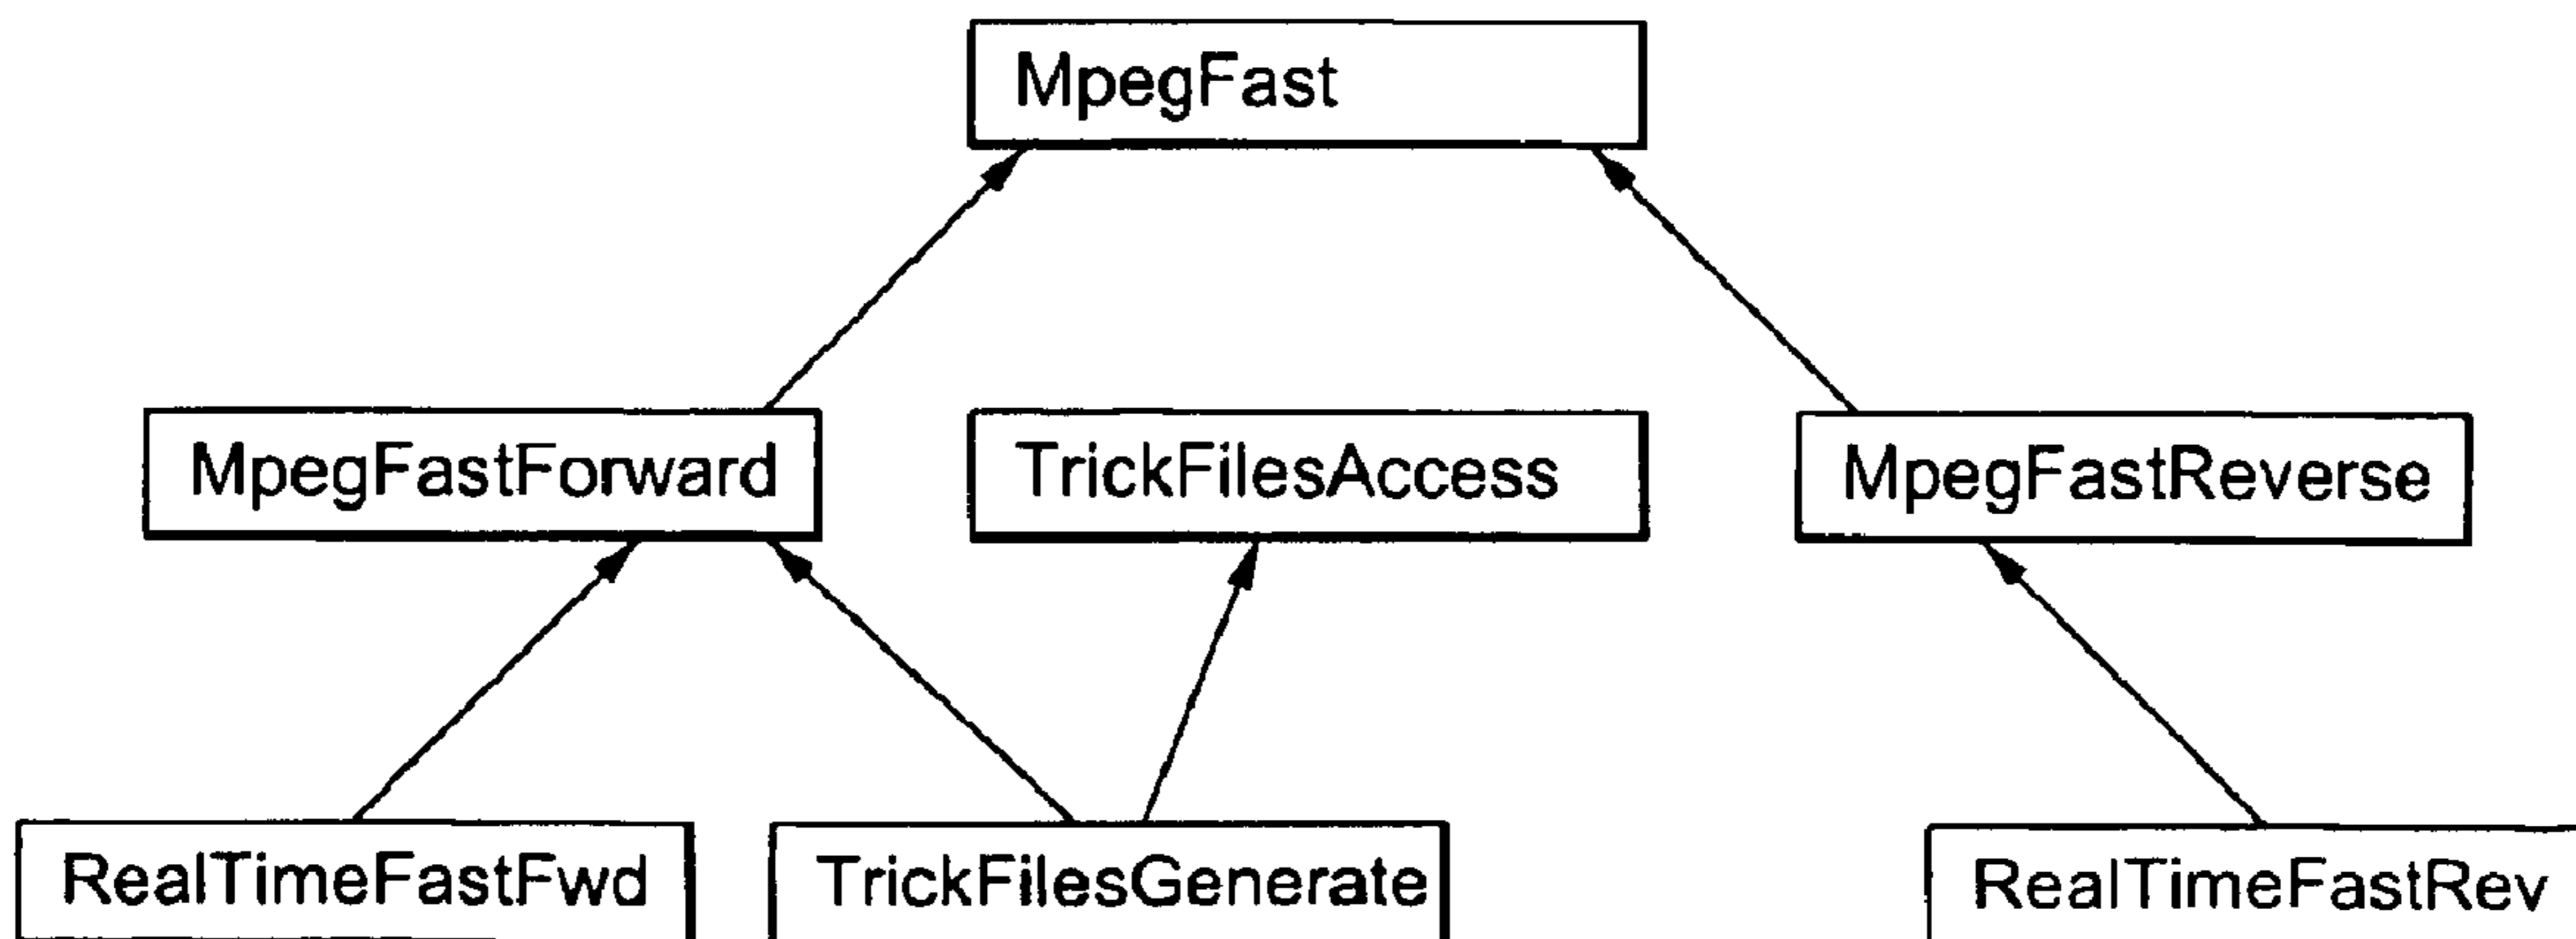 MpegFast
MpegFastForward
TrickFilesAccess
MpegFastReverse
RealTimeFastFwd
TrickFilesGenerate
RealTimeFastRev